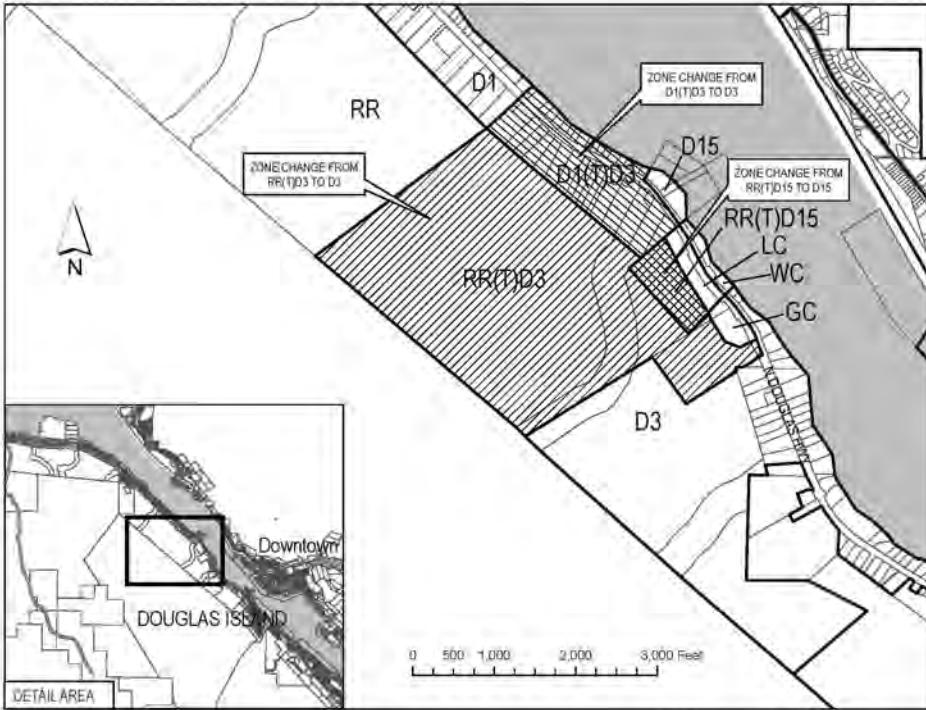 D1
ZONE CHANGE FROM
D1(T)D3 TO D3
RR
D15
ZONE CHANGE FROM
RR(T)D3 TO D3
D1(T)D3
ZONE CHANGE FROM
RR(T)D15 TO D15
RR(T)D15
LC
WC
N
RR(T)D3
GC
D3
N DOUGLAS HWY
Downtown
DOUGLAS ISLAND
0 500 1,000 2,000 3,000 Feet
DETAIL AREA